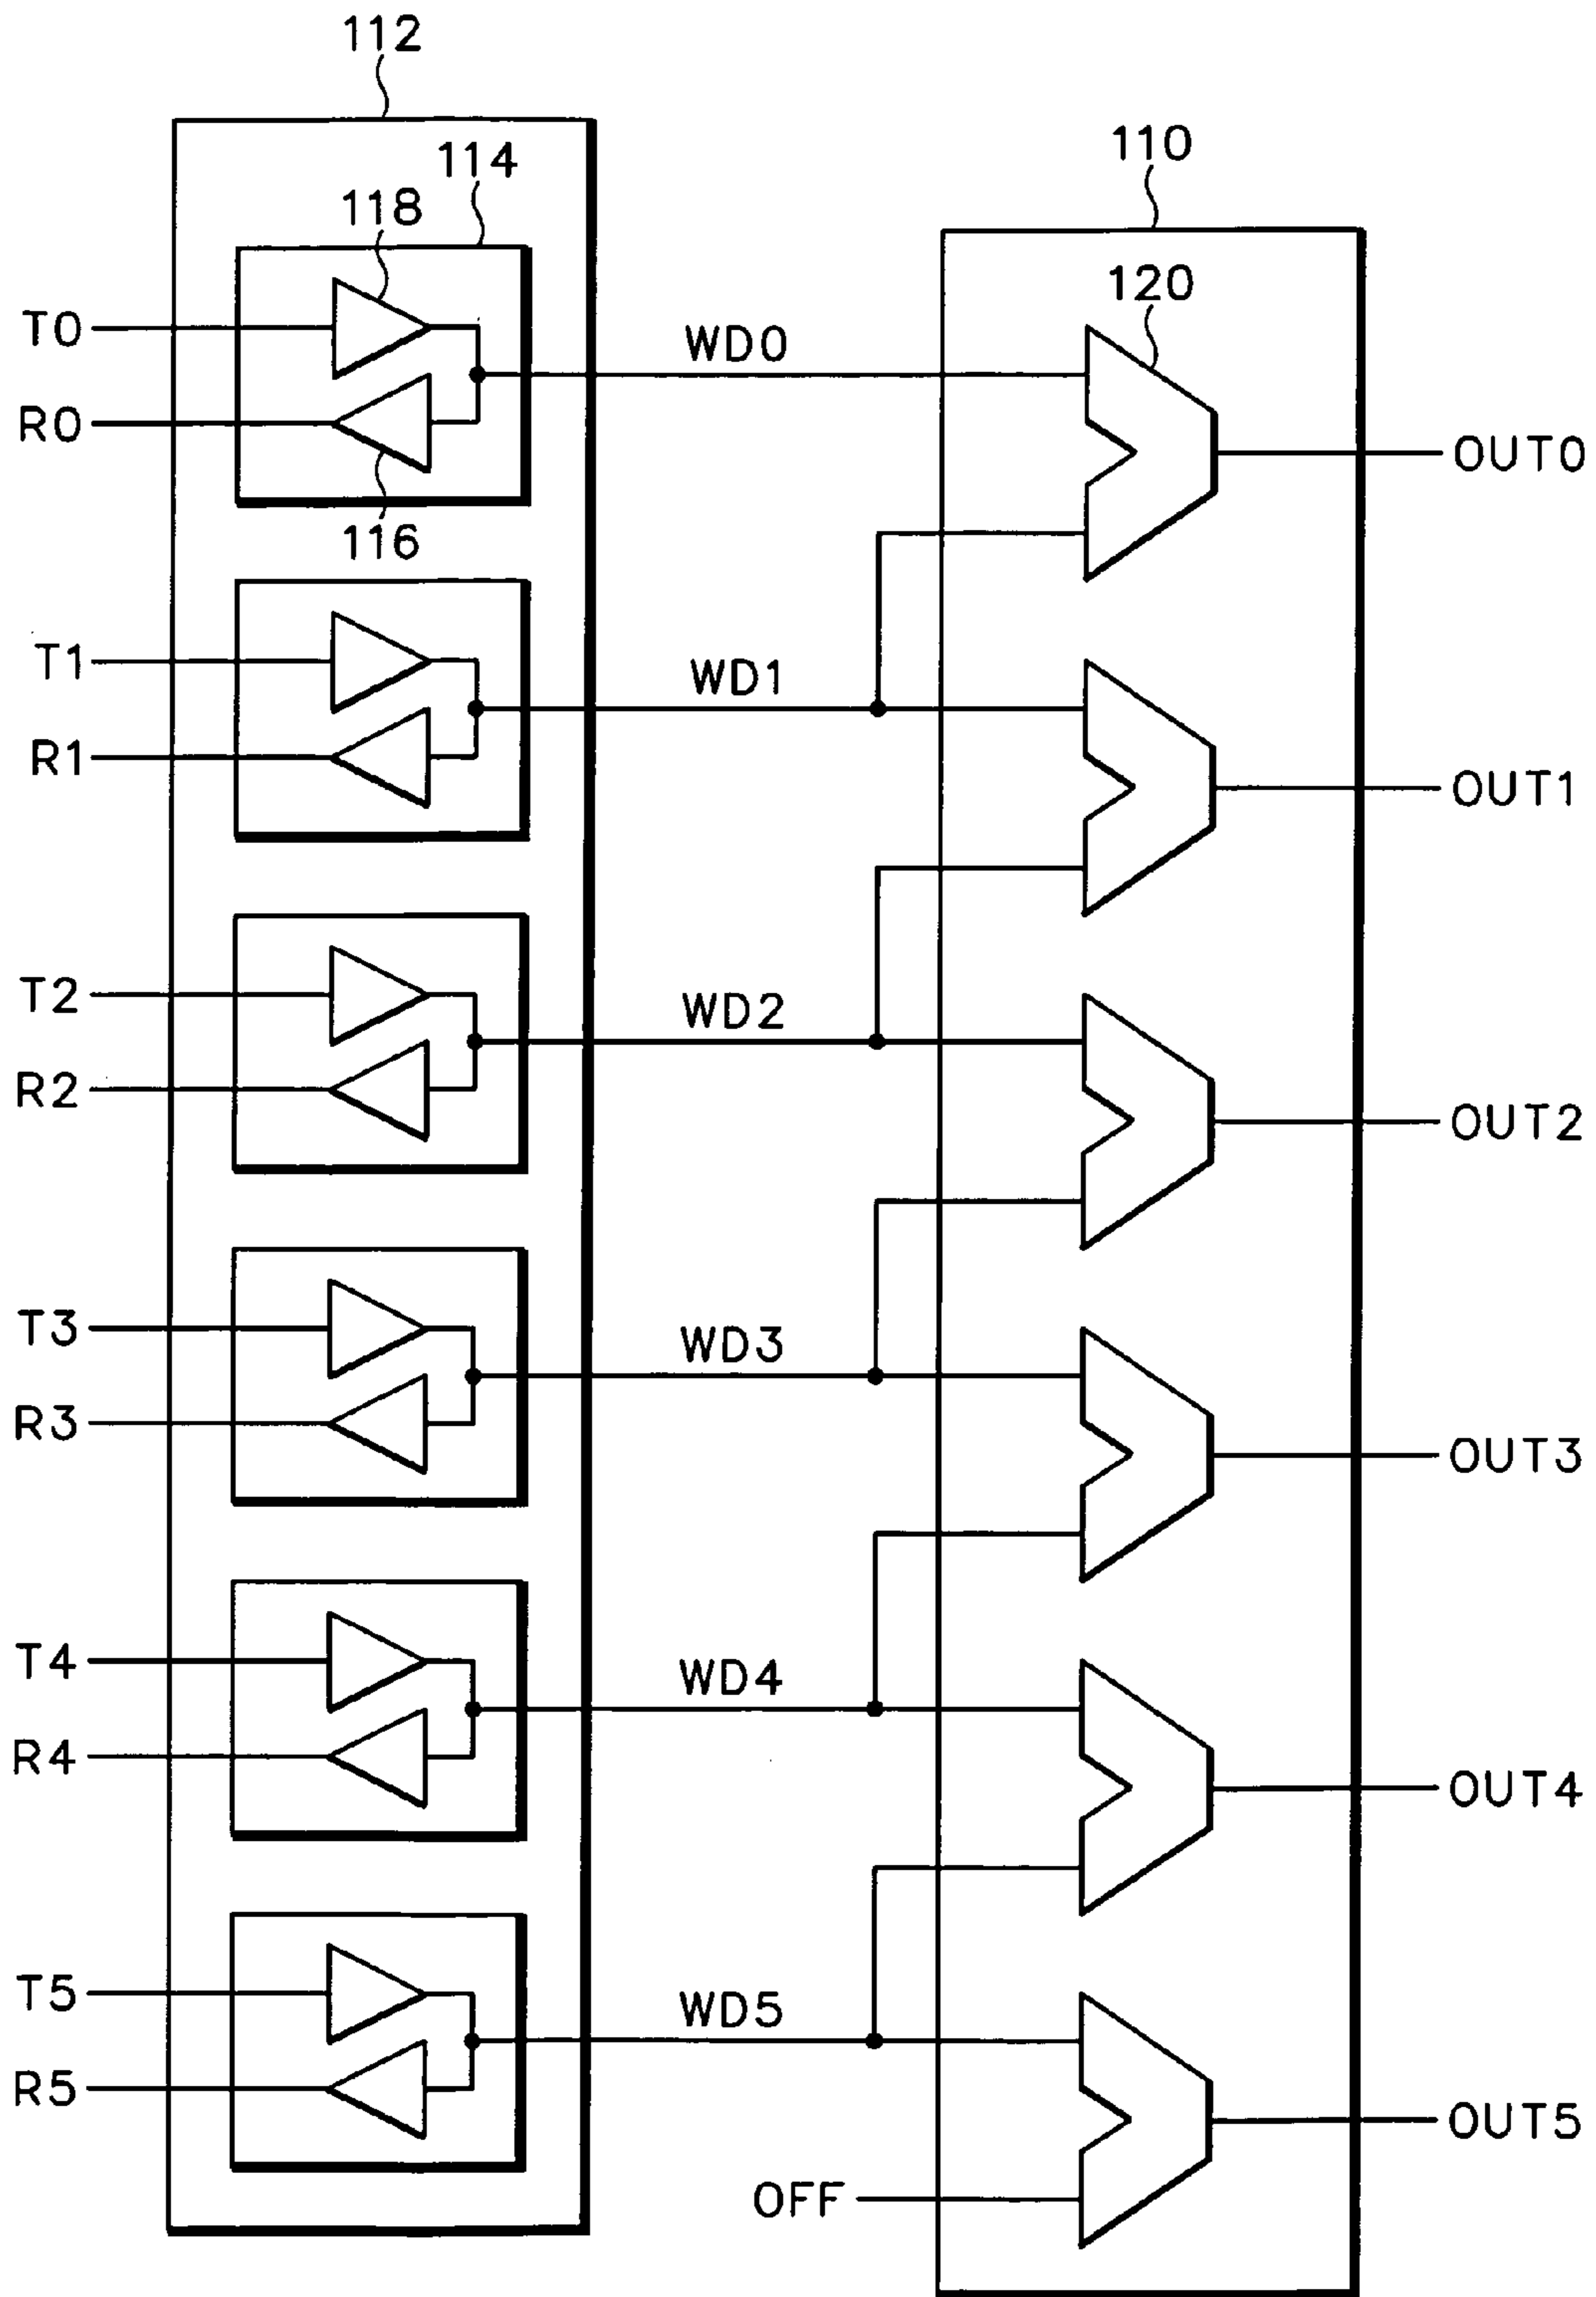 112
110
114
118
120
T0
WD0
R0
OUT0
116
T1
WD1
R1
OUT1
T2
WD2
R2
OUT2
T3
WD3
R3
OUT3
T4
WD4
R4
OUT4
T5
WD5
R5
OUT5
OFF